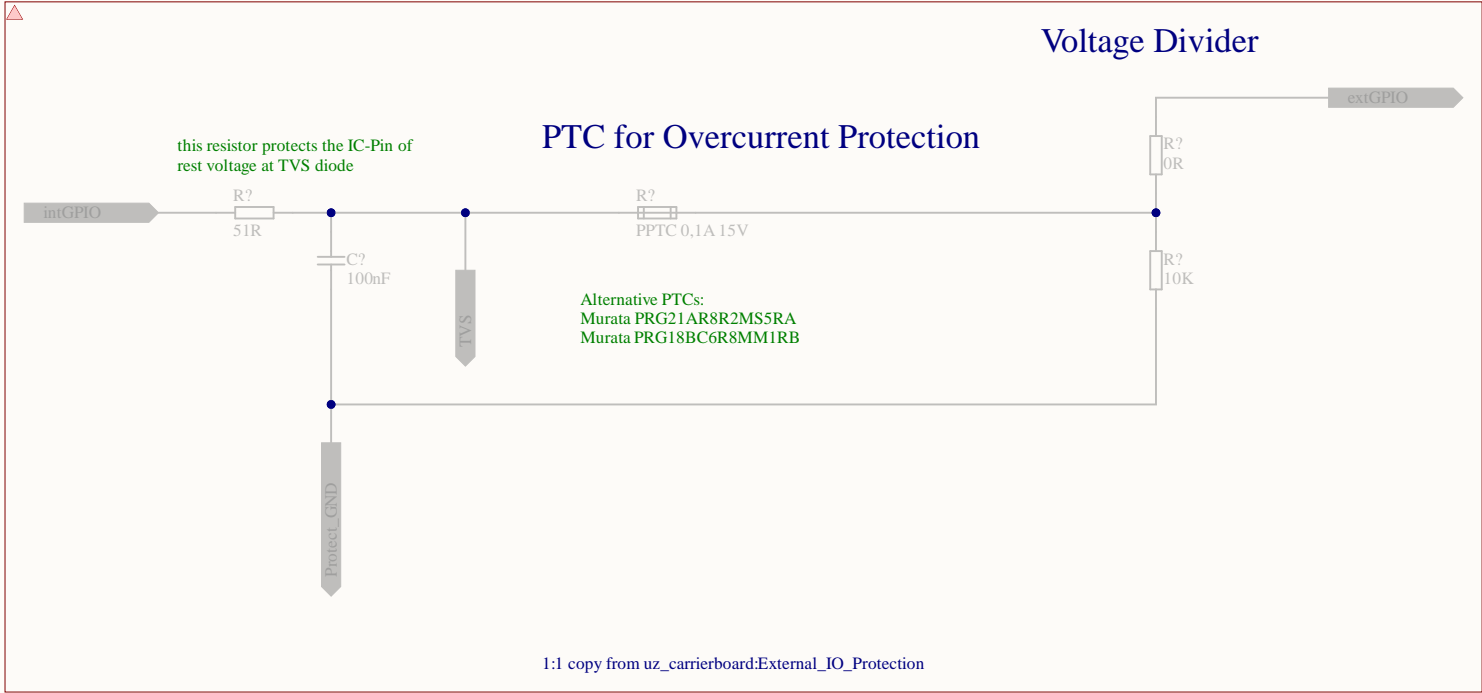 Voltage Divider
extGPIO
PTC for Overcurrent Protection
this resistor protects the IC-Pin of
rest voltage at TVS diode
R?
0R
R?
51R
intGPIO
R?
PPTC 0,1A 15V
C?
100nF
R?
10K
TVS
Alternative PTCs:
Murata PRG21AR8R2MS5RA
Murata PRG18BC6R8MM1RB
Protect_GND
1:1 copy from uz_carrierboard:External_IO_Protection